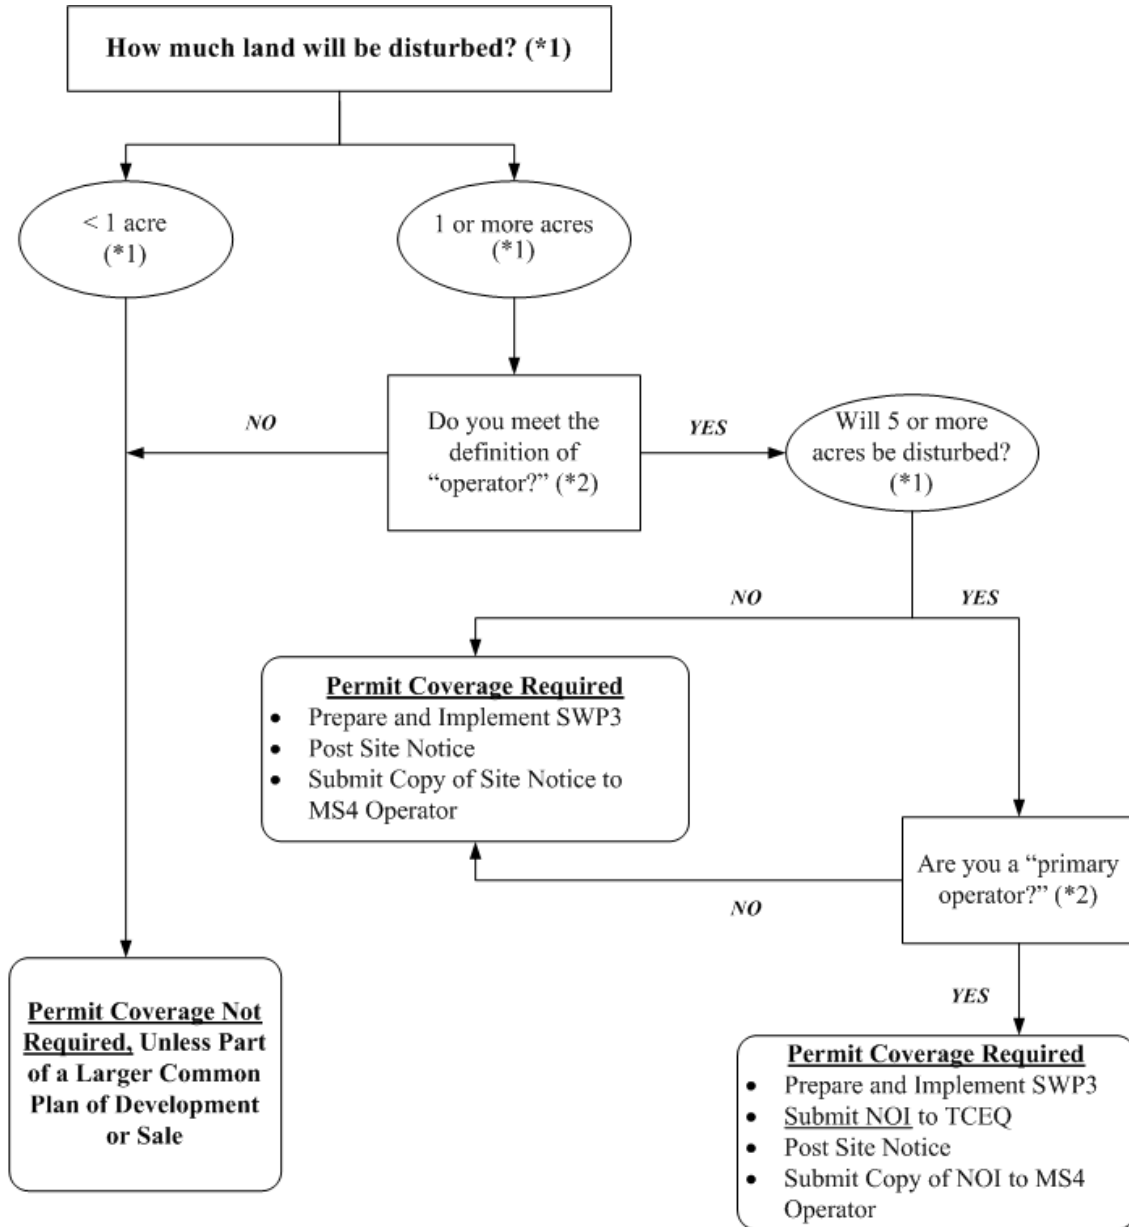 How much land will be disturbed? (*1)
< 1 acre
(*1)
1 or more acres
(*1)
Do you meet the
definition of
“operator?” (*2)
NO
YES
Will 5 or more
acres be disturbed?
(*1)
NO
YES
Permit Coverage Required
• Prepare and Implement SWP3
• Post Site Notice
• Submit Copy of Site Notice to
MS4 Operator
Are you a “primary
operator?” (*2)
NO
YES
Permit Coverage Not
Required, Unless Part
of a Larger Common
Plan of Development
or Sale
Permit Coverage Required
• Prepare and Implement SWP3
• Submit NOI to TCEQ
• Post Site Notice
• Submit Copy of NOI to MS4
Operator